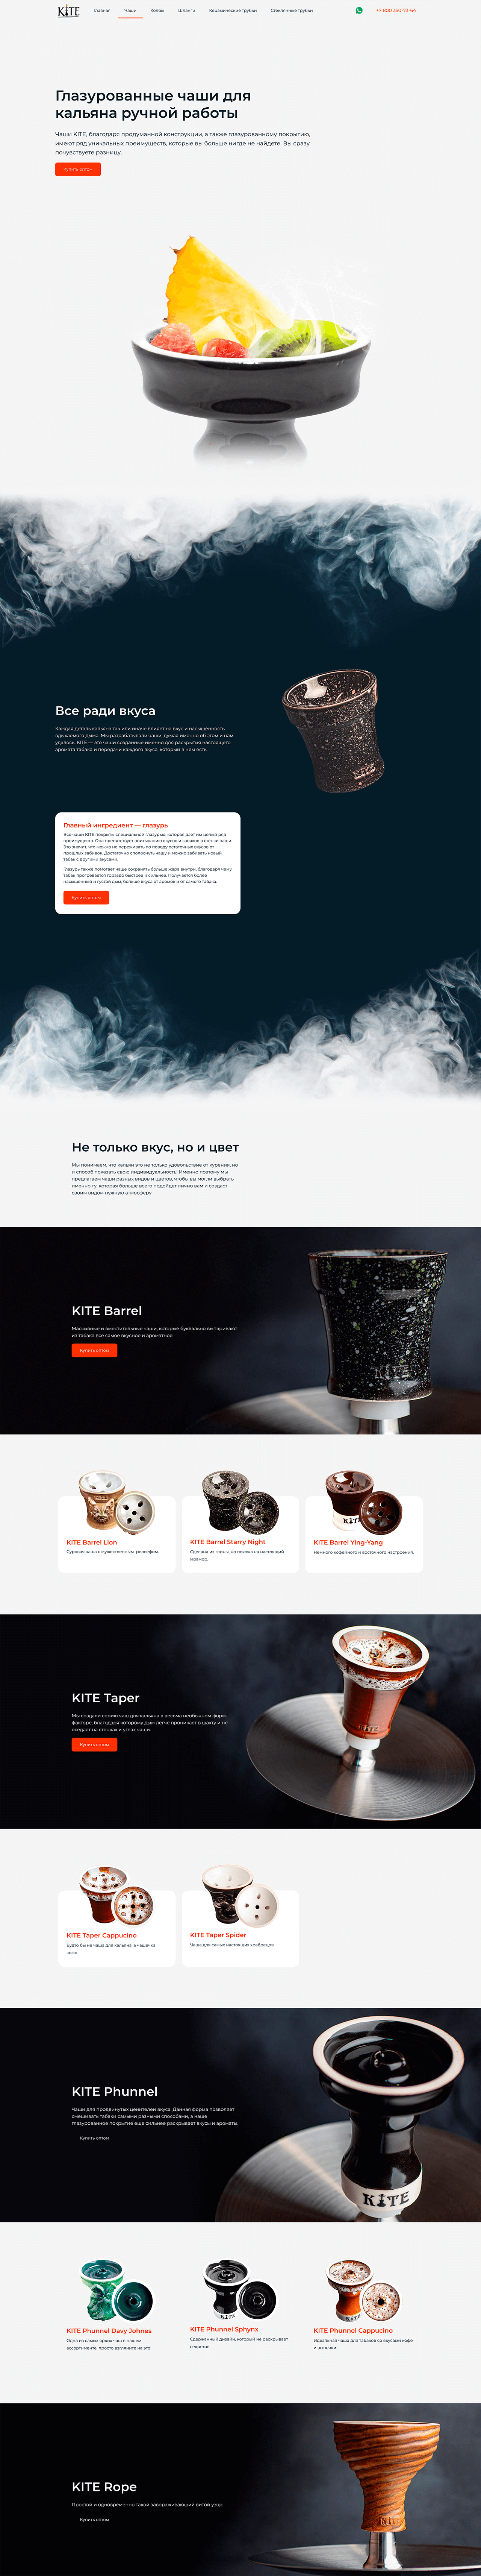 KITE
Главная Чаши Колбы Шланги Керамические трубки Стеклянные трубки
+7 800 350-73-64
Глазурованные чаши для
кальяна ручной работы
Чаши KITE, благодаря продуманной конструкции, а также глазурованному покрытию,
имеют ряд уникальных преимуществ, которые вы больше нигде не найдете. Вы сразу
почувствуете разницу.
Купить оптом
Все ради вкуса
Каждая деталь кальяна так или иначе влияет на вкус и насыщенность
вдыхаемого дыма. Мы разрабатывали чаши, думая именно об этом и нам
удалось. KITE — это чаши созданные именно для раскрытия настоящего
аромата табака и передачи каждого вкуса, который в нем есть.
Главный ингредиент — глазурь
Все чаши KITE покрыты специальной глазурью, которая дает им целый ряд
преимуществ. Она препятствует впитыванию вкусов и запахов в стенки чаши.
Это значит, что можно не переживать по поводу остаточных вкусов от
прошлых забивок. Достаточно сполоснуть чашу и можно забивать новый
табак с другими вкусами.
Глазурь также помогает чаше сохранять больше жара внутри, благодаря чему
табак прогревается гораздо быстрее и сильнее. Получается более
насыщенный и густой дым, больше вкуса от аромки и от самого табака.
Купить оптом
Не только вкус, но и цвет
Мы понимаем, что кальян это не только удовольствие от курения, но
и способ показать свою индивидуальность! Именно поэтому мы
предлагаем чаши разных видов и цветов, чтобы вы могли выбрать
именно ту, которая больше всего подойдет лично вам и создаст
своим видом нужную атмосферу.
KITE Barrel
Массивные и вместительные чаши, которые буквально выпаривают
из табака все самое вкусное и ароматное.
Купить оптом
KITE Barrel Lion
Суровая чаша с мужественным рельефом.
KITE Barrel Starry Night
Сделана из глины, но похожа на настоящий
мрамор.
KITE
KITE Barrel Ying-Yang
Немного кофейного и восточного настроения.
KITE Taper
Мы создали серию чаш для кальяна в весьма необычном форм-
факторе, благодаря которому дым легче проникает в шахту и не
оседает на стенках и углах чаши.
Купить оптом
KITE
KITE Taper Cappucino
Будто бы не чаша для кальяна, а чашечка
кофе.
KITE Taper Spider
Чаша для самых настоящих храбрецов.
KITE Phunnel
Чаши для продвинутых ценителей вкуса. Данная форма позволяет
смешивать табаки самыми разными способами, а наше
глазурованное покрытие еще сильнее раскрывает вкусы и ароматы.
Купить оптом
KITE
KITE Phunnel Davy Johnes
Одна из самых ярких чаш в нашем
ассортименте, просто взгляните на это!
KITE Phunnel Sphynx
Сдержанный дизайн, который не раскрывает
секретов.
KITE Phunnel Cappucino
Идеальная чаша для табаков со вкусами кофе
и выпечки.
KITE Rope
Простой и одновременно такой завораживающий витой узор.
Купить оптом
KITE